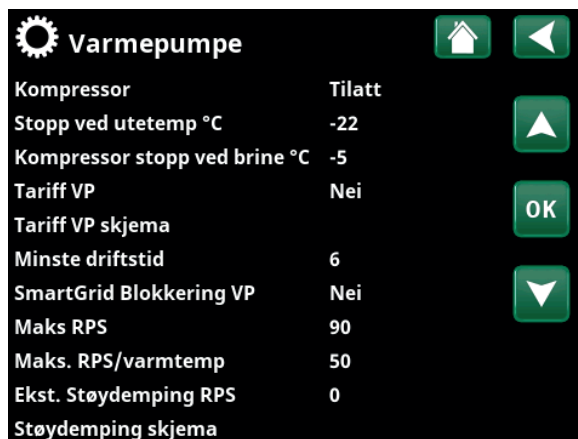 Varmepumpe
Kompressor Tilatt
Stopp ved utetemp °C -22
Kompressor stopp ved brine °C -5
Tariff VP Nei
OK
Tariff VP skjema
Minste driftstid 6
SmartGrid Blokkering VP Nei
Maks RPS 90
Maks. RPS/varmtemp 50
Ekst. Støydemping RPS 0
Støydemping skjema